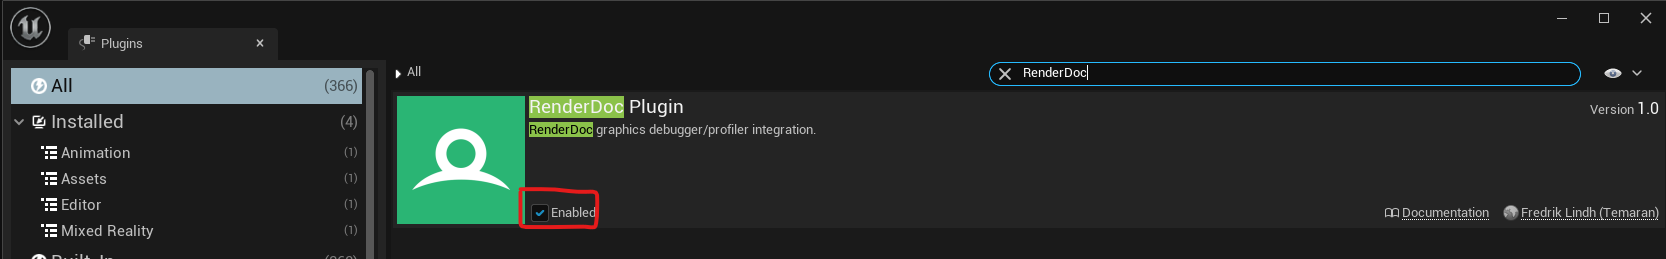 Plugins
All (366)
Installed (4)
Animation (1)
Assets (1)
Editor (1)
Mixed Reality (1)
All
RenderDoc
RenderDoc Plugin
Version 1.0
RenderDoc graphics debugger/profiler integration.
Enabled
Documentation
Fredrik Lindh (Temaran)